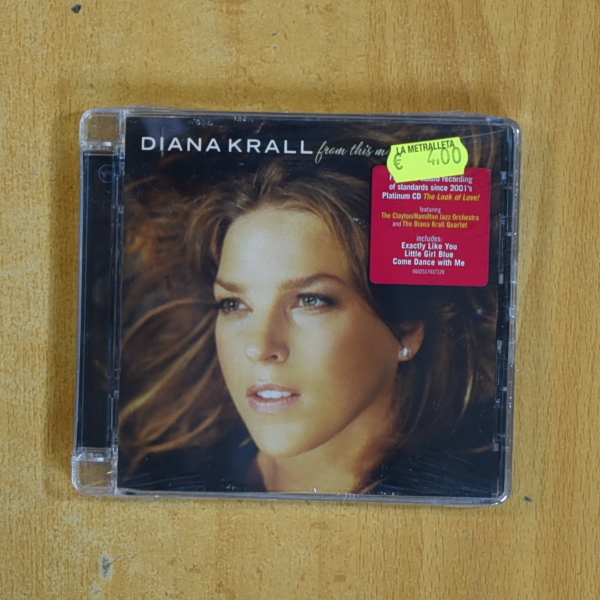 DIANA KRALL from this
LA METRALLETA
€ 4,00
recording
of standards since 2001's
Platinum CD The Look of Love!
featuring
The Clayton/Hamilton Jazz Orchestra
and The Diana Krall Quartet
includes:
Exactly Like You
Little Girl Blue
Come Dance with Me
0602517037328